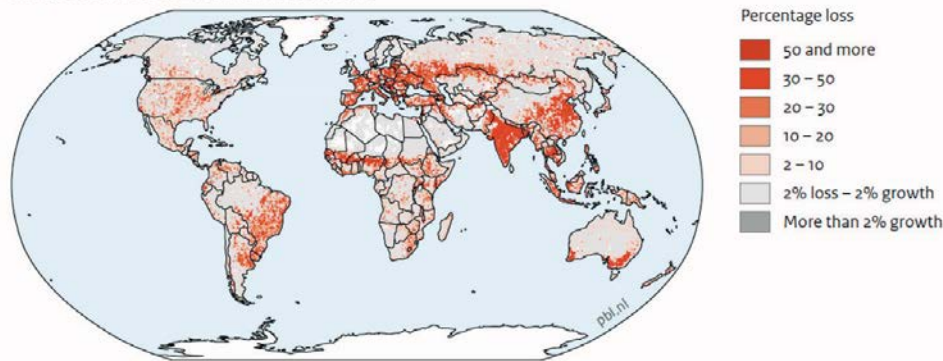 Percentage loss
50 and more
30 – 50
20 – 30
10 – 20
2 – 10
2% loss – 2% growth
More than 2% growth
pbl.nl